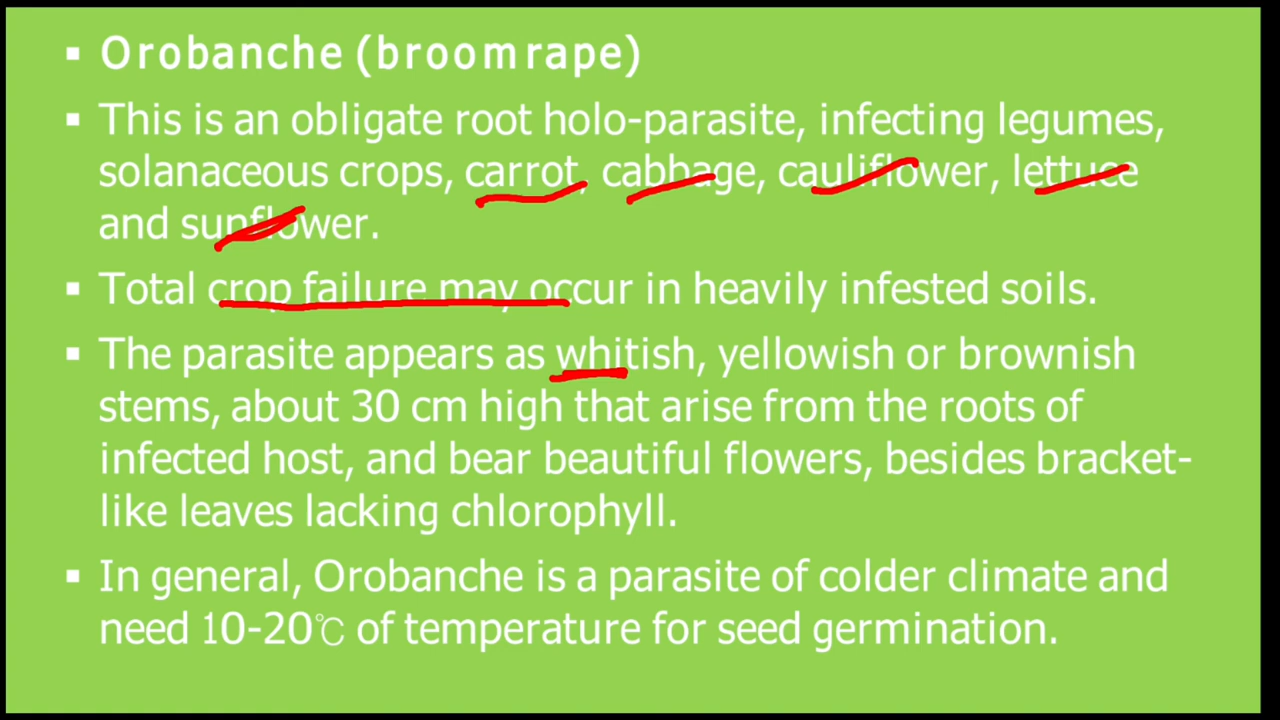 ▪ Orobanche (broomrape)
▪ This is an obligate root holo-parasite, infecting legumes,
solanaceous crops, carrot, cabbage, cauliflower, lettuce
and sunflower.
▪ Total crop failure may occur in heavily infested soils.
▪ The parasite appears as whitish, yellowish or brownish
stems, about 30 cm high that arise from the roots of
infected host, and bear beautiful flowers, besides bracket-
like leaves lacking chlorophyll.
▪ In general, Orobanche is a parasite of colder climate and
need 10-20℃ of temperature for seed germination.